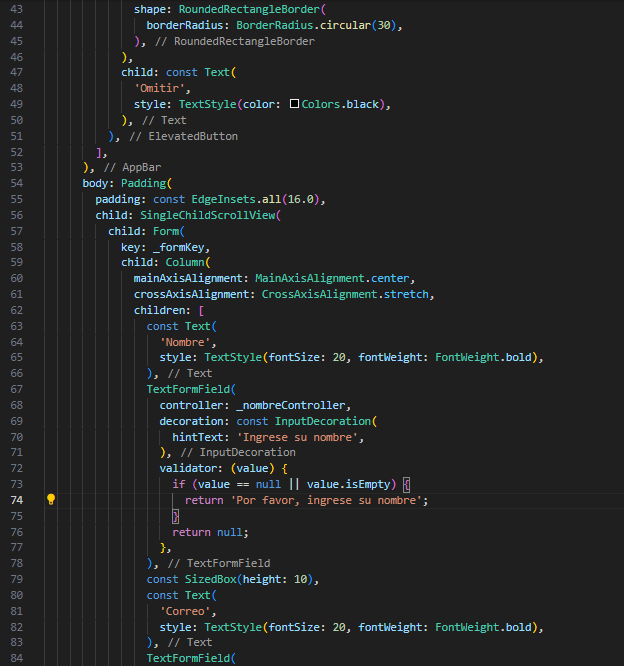 43 shape: RoundedRectangleBorder(
44 borderRadius: BorderRadius.circular(30),
45 ), // RoundedRectangleBorder
46 ),
47 child: const Text(
48 'Omitir',
49 style: TextStyle(color: Colors.black),
50 ), // Text
51 ), // ElevatedButton
52 ],
53 ), // AppBar
54 body: Padding(
55 padding: const EdgeInsets.all(16.0),
56 child: SingleChildScrollView(
57 child: Form(
58 key: _formKey,
59 child: Column(
60 mainAxisAlignment: MainAxisAlignment.center,
61 crossAxisAlignment: CrossAxisAlignment.stretch,
62 children: [
63 const Text(
64 'Nombre',
65 style: TextStyle(fontSize: 20, fontWeight: FontWeight.bold),
66 ), // Text
67 TextFormField(
68 controller: _nombreController,
69 decoration: const InputDecoration(
70 hintText: 'Ingrese su nombre',
71 ), // InputDecoration
72 validator: (value) {
73 if (value == null || value.isEmpty) {
74 return 'Por favor, ingrese su nombre';
75 }
76 return null;
77 },
78 ), // TextFormField
79 const SizedBox(height: 10),
80 const Text(
81 'Correo',
82 style: TextStyle(fontSize: 20, fontWeight: FontWeight.bold),
83 ), // Text
84 TextFormField(